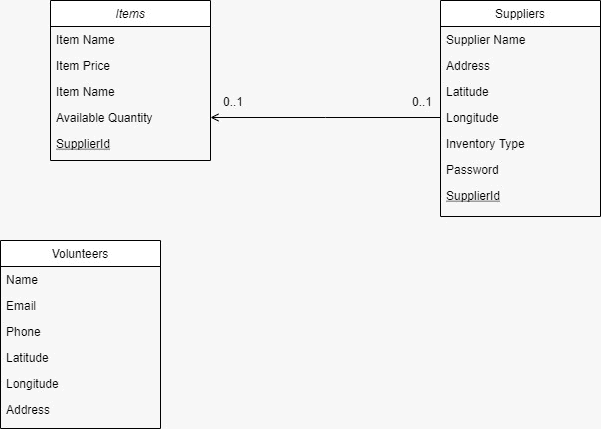 Items
Item Name
Item Price
Item Name
Available Quantity
SupplierId
0..1
0..1
Suppliers
Supplier Name
Address
Latitude
Longitude
Inventory Type
Password
SupplierId
Volunteers
Name
Email
Phone
Latitude
Longitude
Address